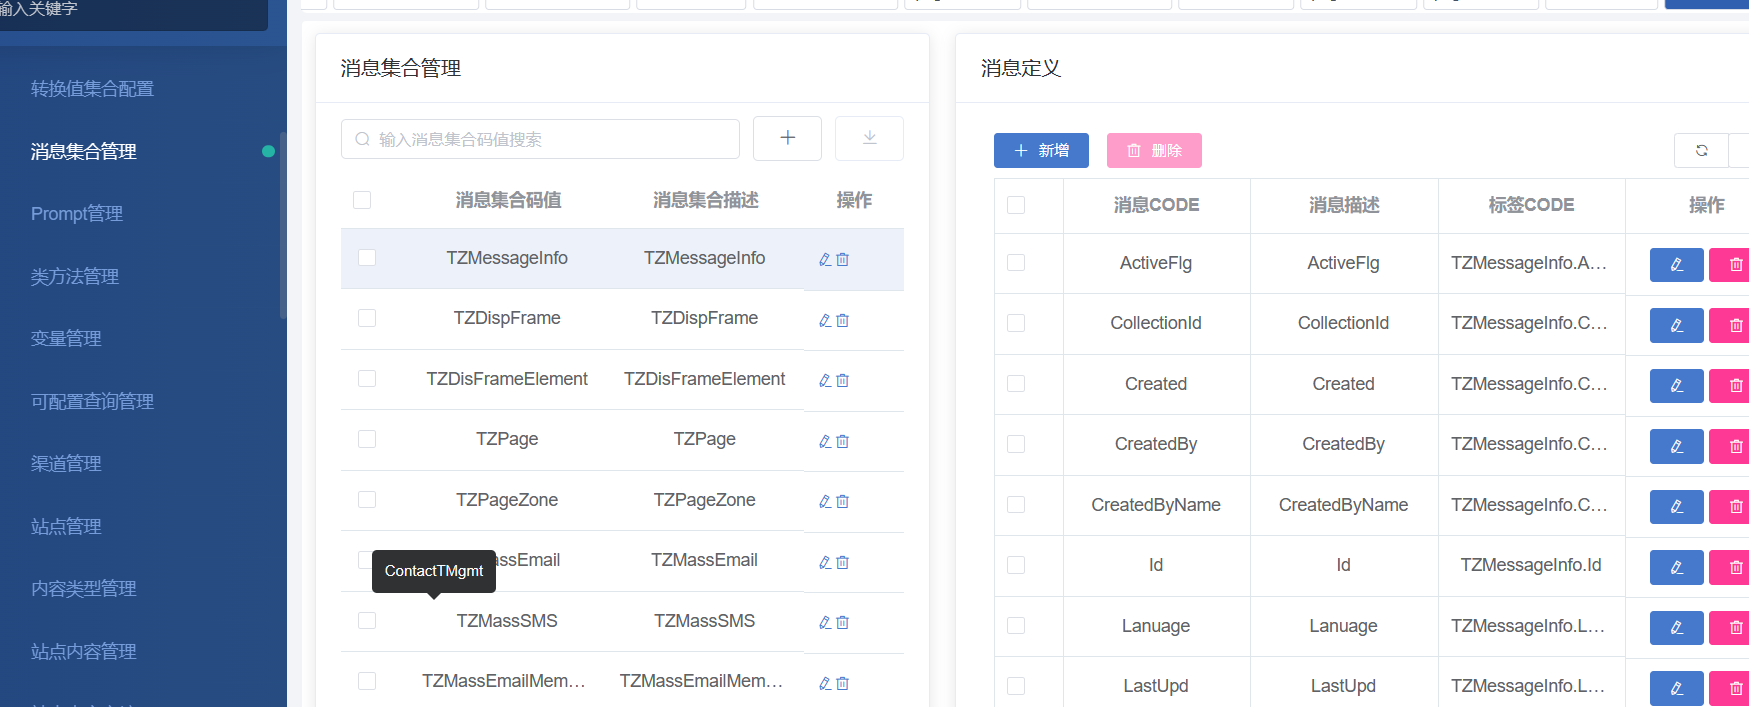 输入关键字
转换值集合配置
消息集合管理
Prompt管理
类方法管理
变量管理
可配置查询管理
渠道管理
站点管理
内容类型管理
站点内容管理
消息集合管理
输入消息集合码值搜索
消息集合码值 消息集合描述 操作
TZMessageInfo TZMessageInfo
TZDispFrame TZDispFrame
TZDisFrameElement TZDisFrameElement
TZPage TZPage
TZPageZone TZPageZone
ssEmail TZMassEmail
ContactTMgmt
TZMassSMS TZMassSMS
TZMassEmailMem... TZMassEmailMem...
消息定义
新增 删除
消息CODE 消息描述 标签CODE 操作
ActiveFlg ActiveFlg TZMessageInfo.A...
CollectionId CollectionId TZMessageInfo.C...
Created Created TZMessageInfo.C...
CreatedBy CreatedBy TZMessageInfo.C...
CreatedByName CreatedByName TZMessageInfo.C...
Id Id TZMessageInfo.Id
Lanuage Lanuage TZMessageInfo.L...
LastUpd LastUpd TZMessageInfo.L...